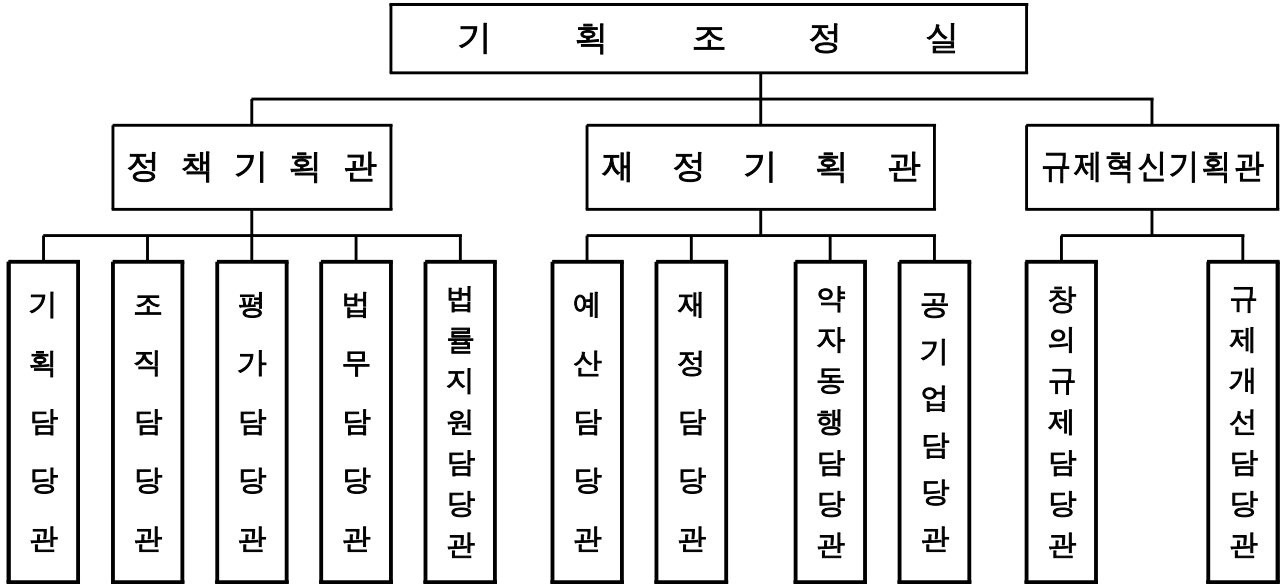 기획조정실
정책기획관
재정기획관
규제혁신기획관
기획담당관
조직담당관
평가담당관
법무담당관
법률지원담당관
예산담당관
재정담당관
약자동행담당관
공기업담당관
창의규제담당관
규제개선담당관